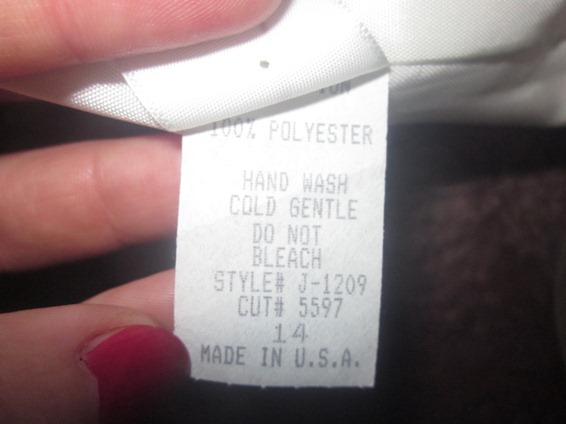 100% POLYESTER
HAND WASH
COLD GENTLE
DO NOT
BLEACH
STYLE# J-1209
CUT# 5597
14
MADE IN U.S.A.